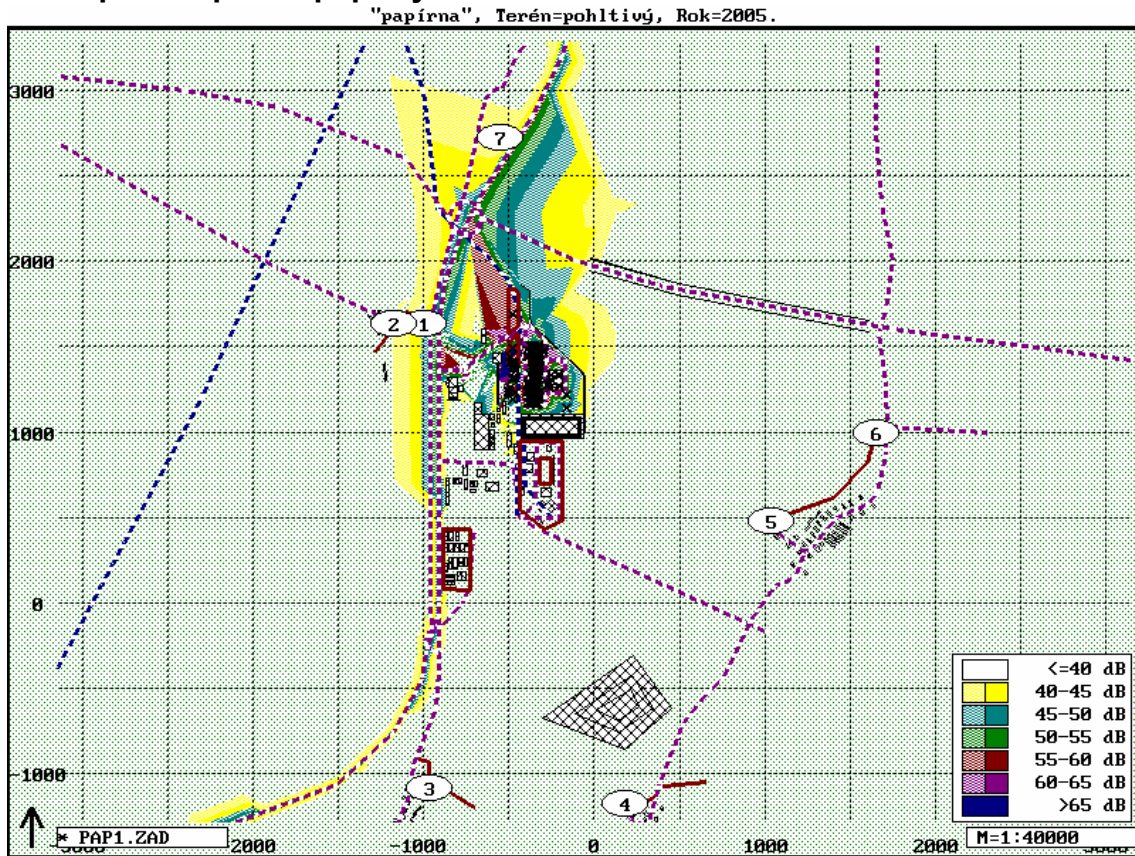 "papírna", Terén=pohltivý, Rok=2005.
3000
7
2000
2
1
1000
6
5
0
<=40 dB
40-45 dB
45-50 dB
50-55 dB
55-60 dB
60-65 dB
>65 dB
-1000
3
4
* PAP1.ZAD
M=1:40000
-3000 -2000 -1000 0 1000 2000 3000